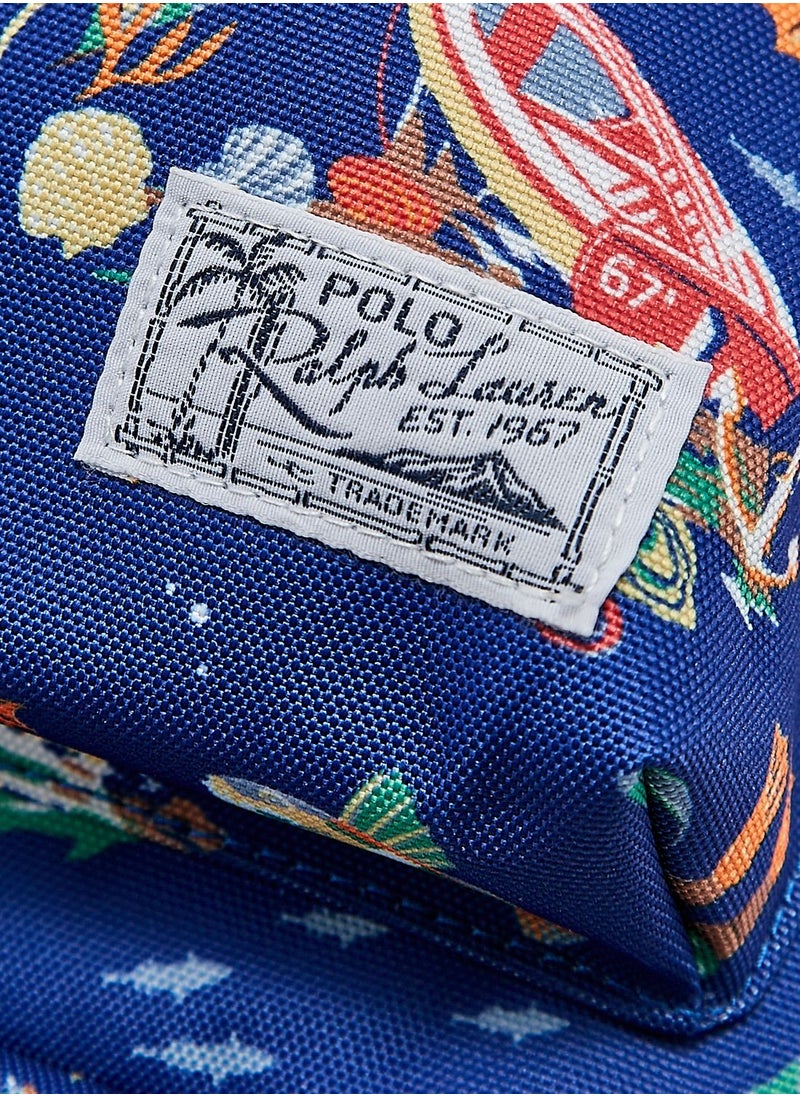 67'
POLO
Ralph Lauren
EST. 1967
TRADEMARK